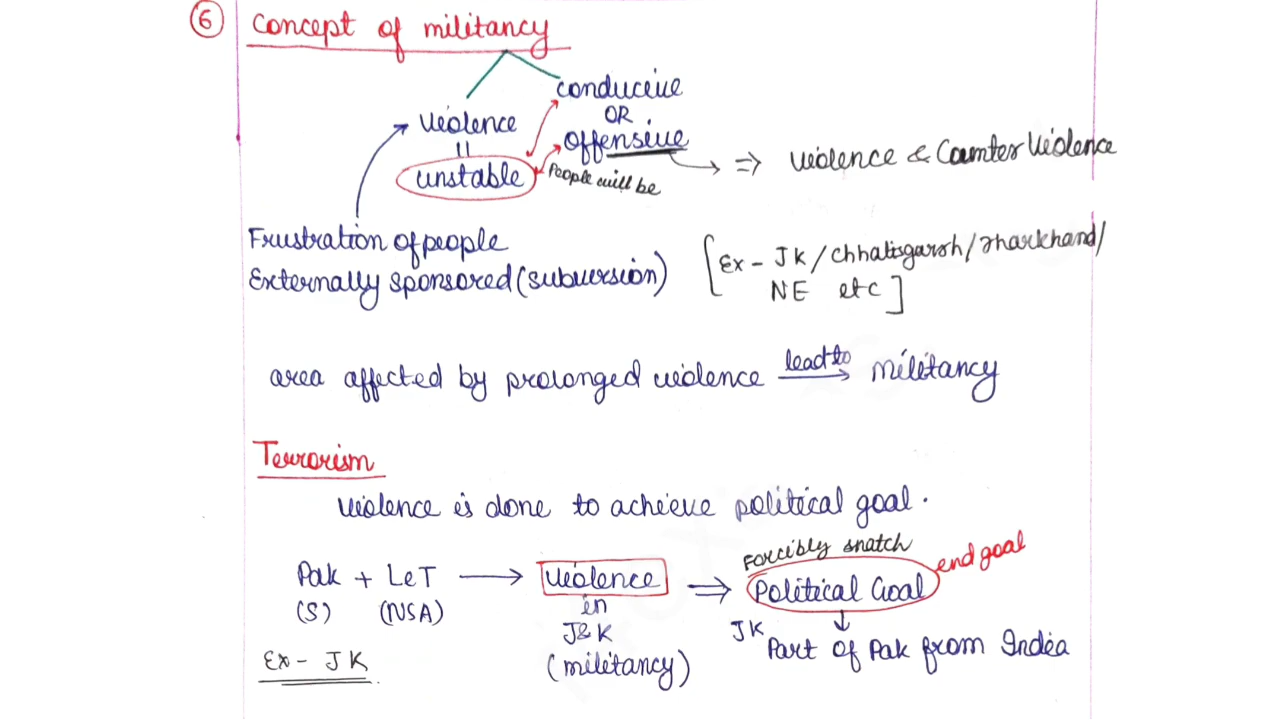 6 Concept of militancy
violence
||
unstable
conducive
OR
offensive
People will be
⇒ violence & Counter Violence
Frustration of people
Externally sponsored (subversion)
[Ex - JK / Chhatisgarsh / Jharkhand /
NE etc]
area affected by prolonged violence lead to → militancy
Terrorism
violence is done to achieve political goal.
Pak + LeT → violence ⇒ Political Goal
(S) (NSA)
in
J&K
(militancy)
Forcibly snatch
end goal
JK Part of Pak from India
Ex - JK